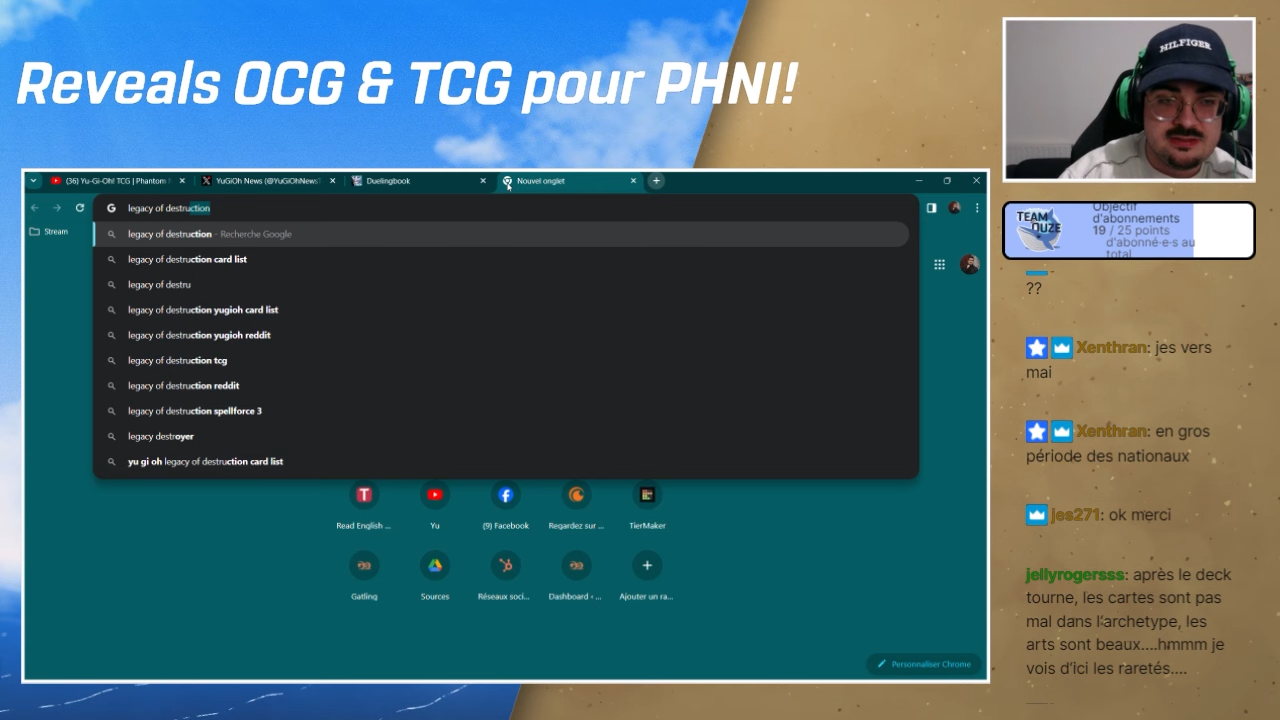 Reveals OCG & TCG pour PHNI!
HILFIGER
(36) Yu-Gi-Oh! TCG | Phantom
YuGiOh News (@YuGiOhNews
Duelingbook
Nouvel onglet
legacy of destruction
Stream
legacy of destruction - Recherche Google
legacy of destruction card list
legacy of destru
legacy of destruction yugioh card list
legacy of destruction yugioh reddit
legacy of destruction tcg
legacy of destruction reddit
legacy of destruction spellforce 3
legacy destroyer
yu gi oh legacy of destruction card list
Read English ...
Yu
(9) Facebook
Regardez sur ...
TierMaker
Gatling
Sources
Réseaux soci...
Dashboard - ...
Ajouter un ra...
Personnaliser Chrome
TEAM
OUZE
Objectif
d'abonnements
19 / 25 points
d'abonné·e·s au
total
??
Xenthran: jes vers
mai
Xenthran: en gros
période des nationaux
jes271: ok merci
jellyrogersss: après le deck
tourne, les cartes sont pas
mal dans l'archetype, les
arts sont beaux....hmmm je
vois d'ici les raretés....